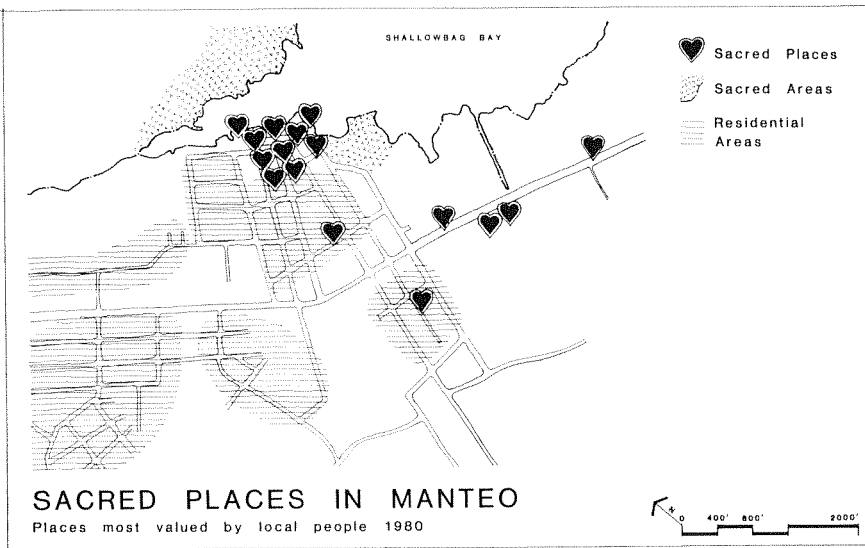 SHALLOWBAG BAY
Sacred Places
Sacred Areas
Residential
Areas
SACRED PLACES IN MANTEO
Places most valued by local people 1980
N
0 400' 800' 2000'